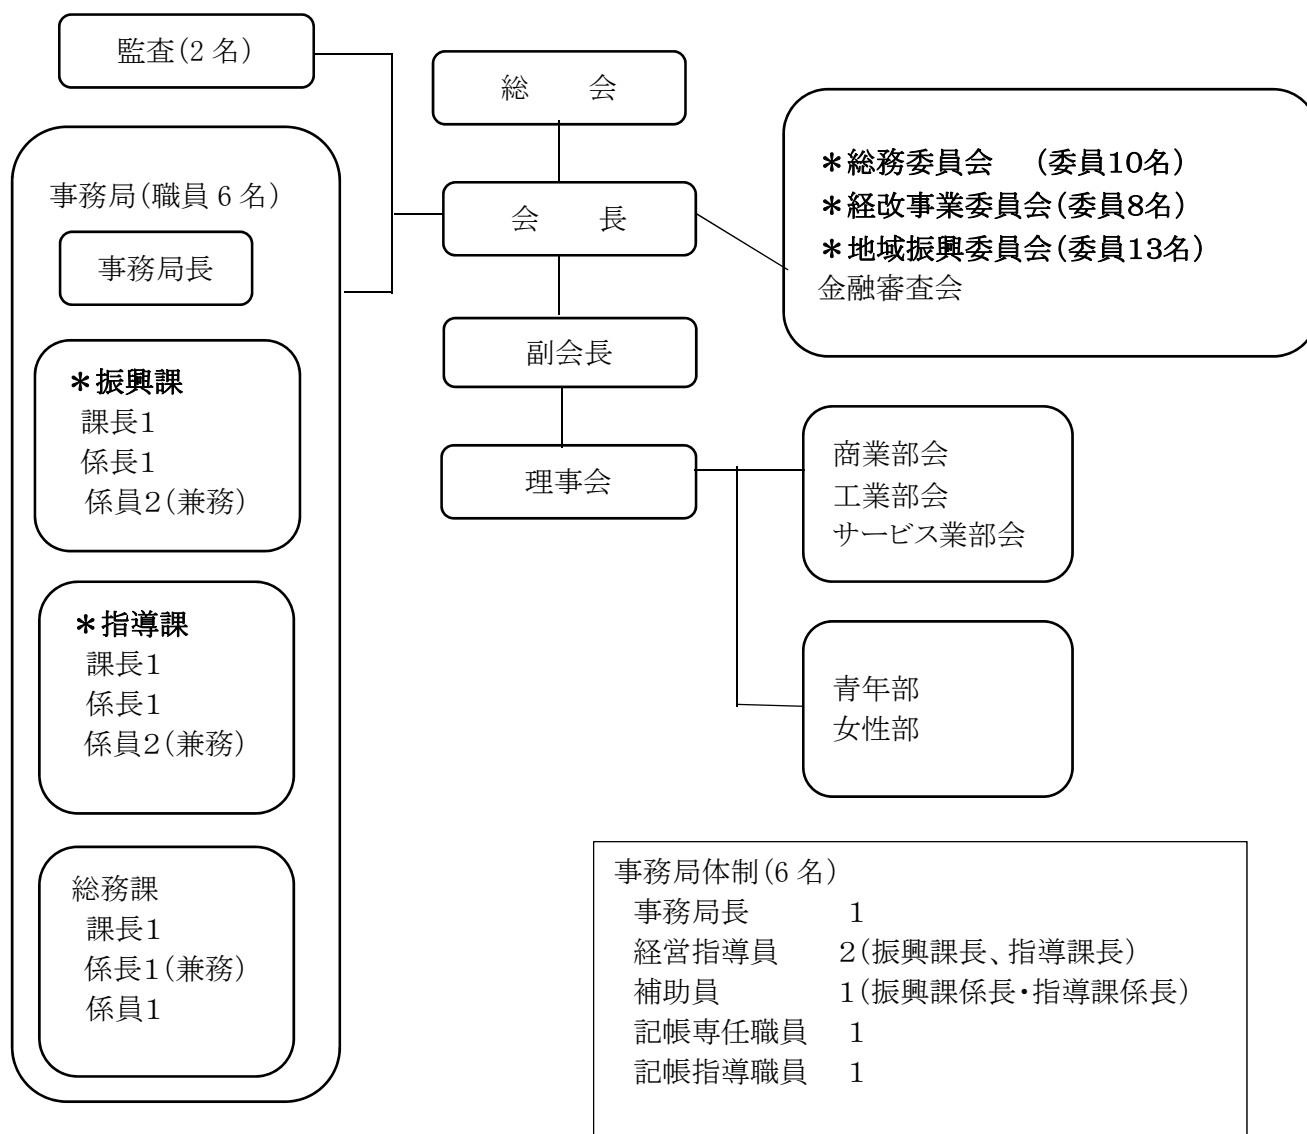 監査(2 名)
総　　会
会　　長
副会長
理事会
事務局(職員 6 名)
事務局長
＊振興課
課長1
係長1
係員2(兼務)
＊指導課
課長1
係長1
係員2(兼務)
総務課
課長1
係長1(兼務)
係員1
＊総務委員会　(委員10名)
＊経改事業委員会(委員8名)
＊地域振興委員会(委員13名)
金融審査会
商業部会
工業部会
サービス業部会
青年部
女性部
事務局体制(6 名)
事務局長　　　1
経営指導員　　2(振興課長、指導課長)
補助員　　　　1(振興課係長・指導課係長)
記帳専任職員　1
記帳指導職員　1